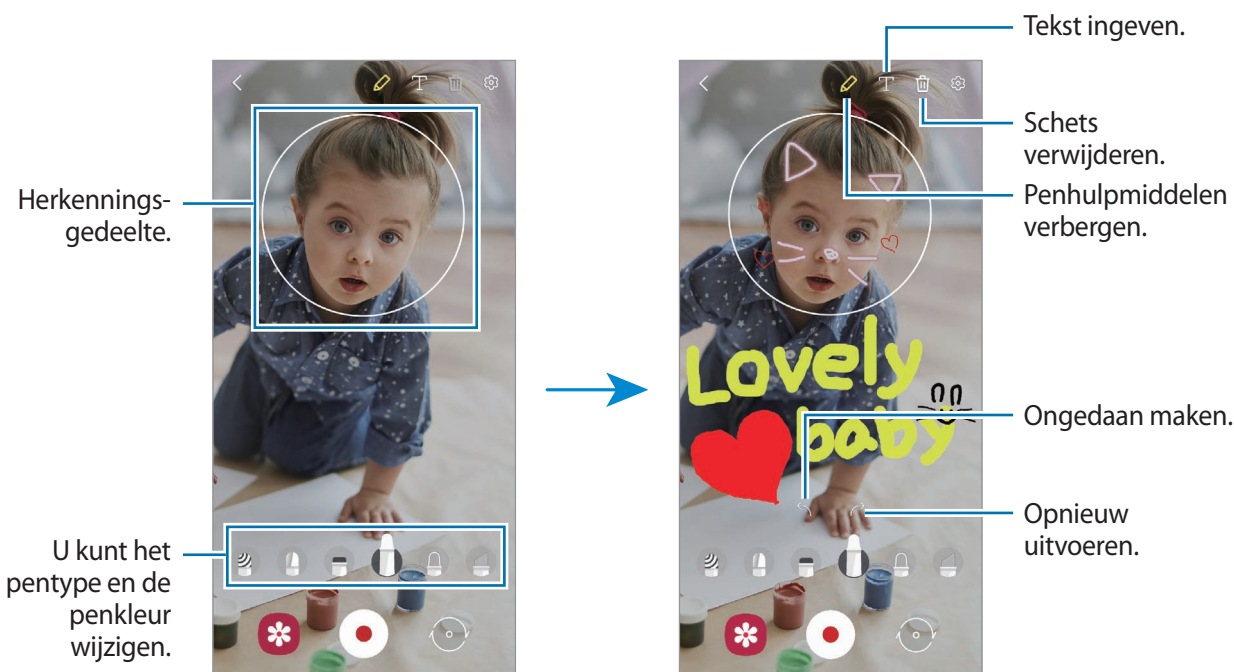 Tekst ingeven.
Schets
verwijderen.
Penhulpmiddelen
verbergen.
Herkennings-
gedeelte.
T
T
Lovely
baby
Ongedaan maken.
Opnieuw
uitvoeren.
U kunt het
pentype en de
penkleur
wijzigen.